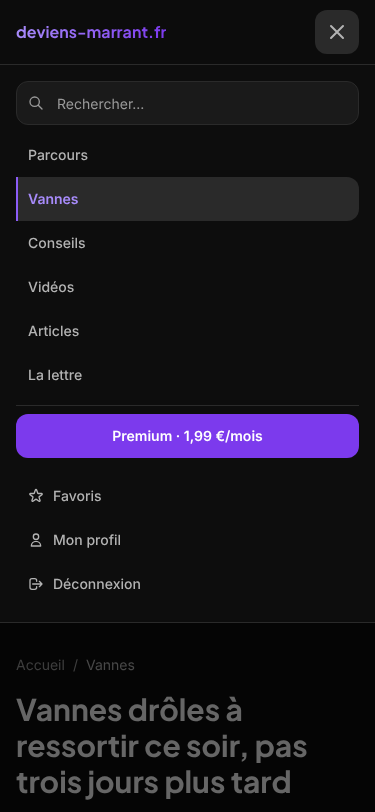 deviens-marrant.fr
Rechercher...
Parcours
Vannes
Conseils
Vidéos
Articles
La lettre
Premium · 1,99 €/mois
Favoris
Mon profil
Déconnexion
Accueil / Vannes
Vannes drôles à
ressortir ce soir, pas
trois jours plus tard